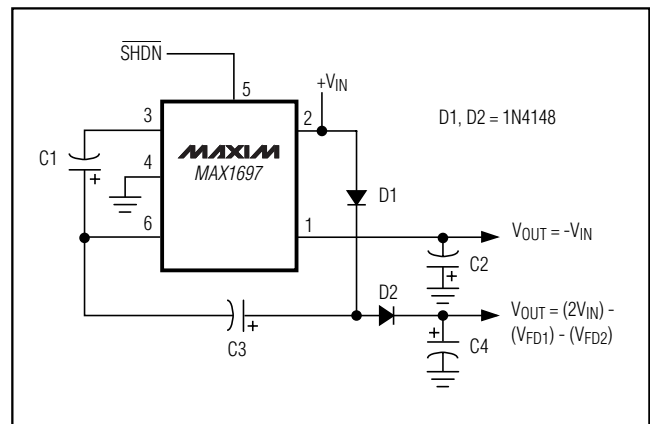 SHDN
+VIN
5
3
2
D1, D2 = 1N4148
C1
+
4
MAXIM
MAX1697
D1
6
1
VOUT = -VIN
C2
+
D2
VOUT = (2VIN) -
(VFD1) - (VFD2)
+
C3
+
C4